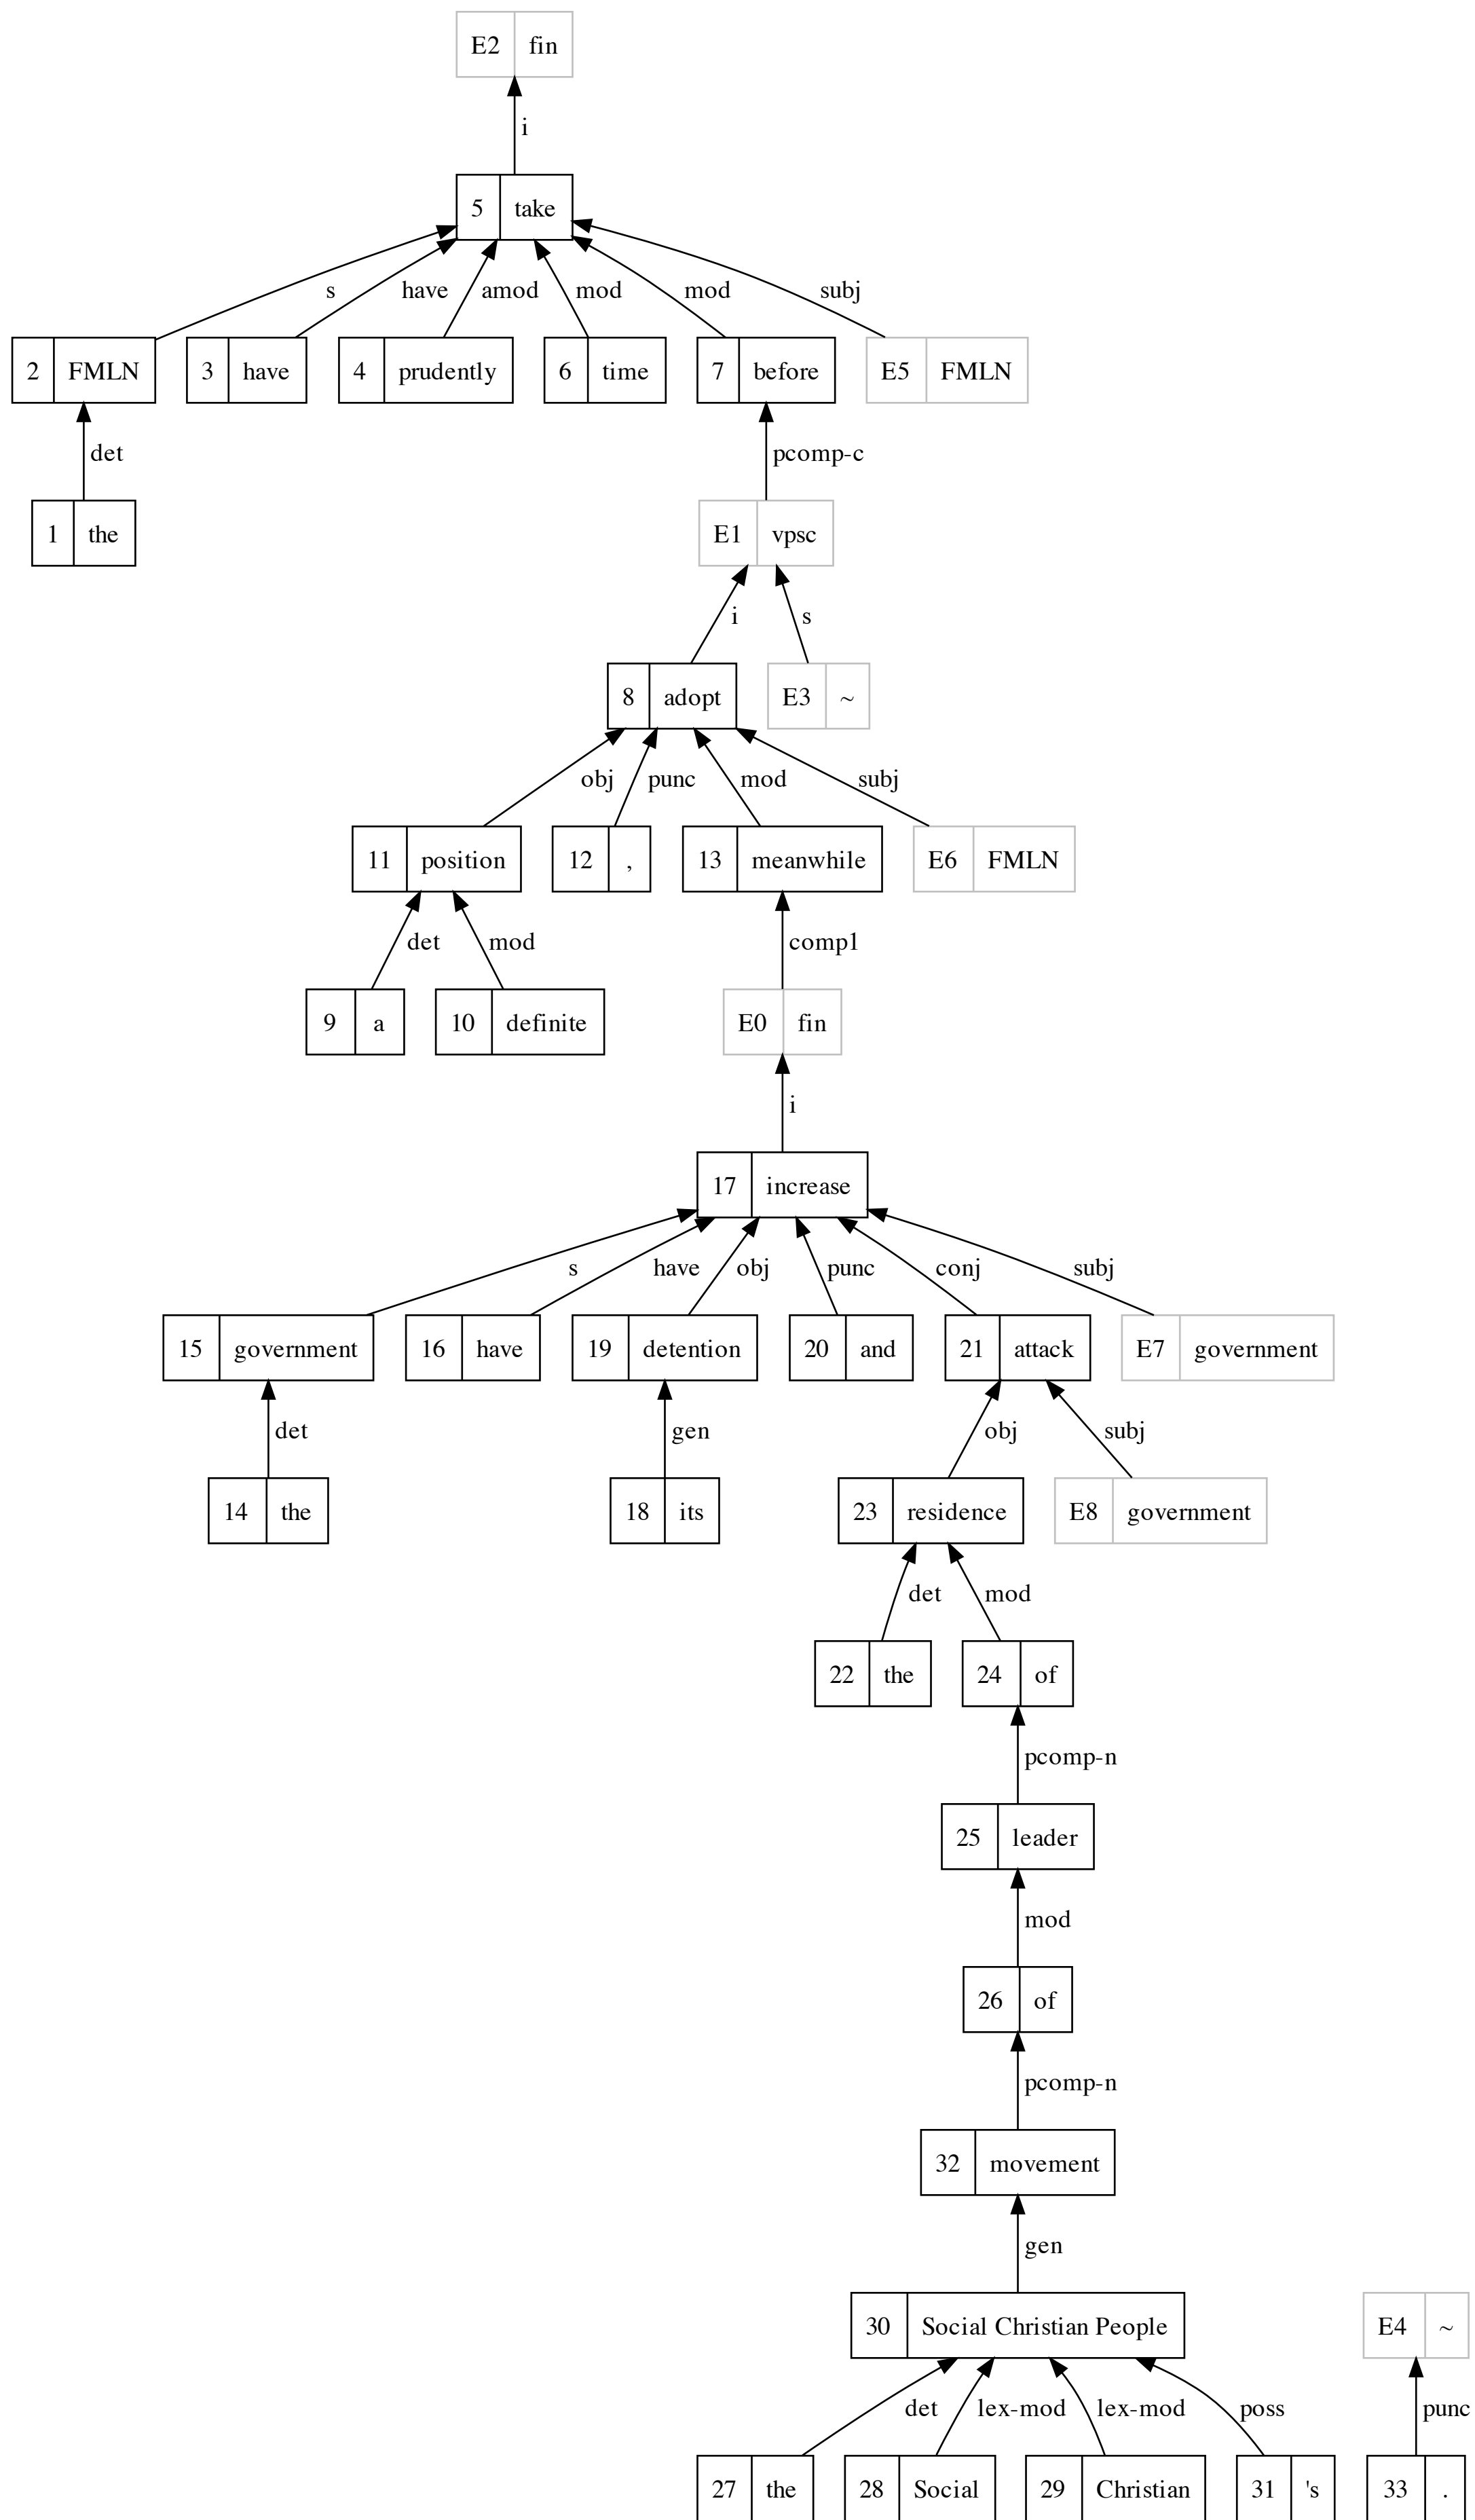 E2 fin
i
5 take
s have amod mod mod subj
2 FMLN 3 have 4 prudently 6 time 7 before E5 FMLN
det pcomp-c
1 the E1 vpsc
i s
8 adopt E3 ~
obj punc mod subj
11 position 12 , 13 meanwhile E6 FMLN
det mod comp1
9 a 10 definite E0 fin
i
17 increase
s have obj punc conj subj
15 government 16 have 19 detention 20 and 21 attack E7 government
det gen obj subj
14 the 18 its 23 residence E8 government
det mod
22 the 24 of
pcomp-n
25 leader
mod
26 of
pcomp-n
32 movement
gen
30 Social Christian People E4 ~
det lex-mod lex-mod poss punc
27 the 28 Social 29 Christian 31 's 33 .